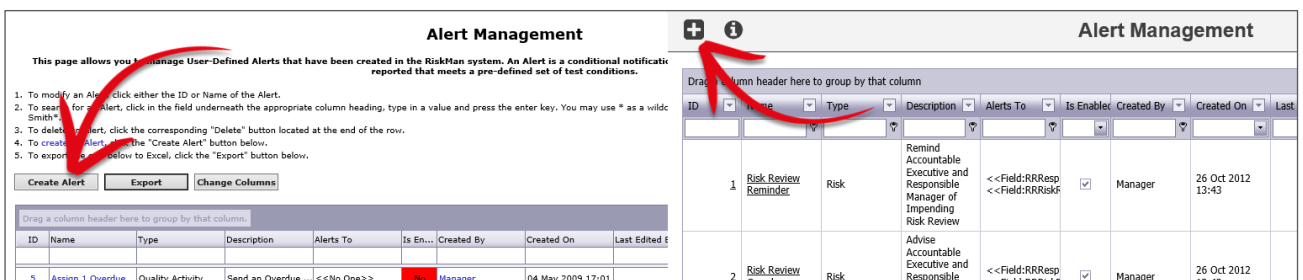 Alert Management
This page allows you to manage User-Defined Alerts that have been created in the RiskMan system. An Alert is a conditional notificatio
reported that meets a pre-defined set of test conditions.
1. To modify an Alert, click either the ID or Name of the Alert.
2. To search for an Alert, click in the field underneath the appropriate column heading, type in a value and press the enter key. You may use * as a wildc
Smith*.
3. To delete an Alert, click the corresponding "Delete" button located at the end of the row.
4. To create Alert, click the "Create Alert" button below.
5. To export below to Excel, click the "Export" button below.
Create Alert Export Change Columns
Drag a column header here to group by that column.
ID Name Type Description Alerts To Is En... Created By Created On Last Edited B
5 Assign 1 Overdue Quality Activity Send an Overdue ... <<No One>> No Manager 04 May 2009 17:01
Alert Management
Drag a column header here to group by that column
ID Name Type Description Alerts To Is Enabled Created By Created On Last
1 Risk Review Risk Remind <<Field:RRResp Manager 26 Oct 2012
Reminder Accountable <<Field:RRRiskR 13:43
Executive and
Responsible
Manager of
Impending
Risk Review
2 Risk Review Risk Advise <<Field:RRResp Manager 26 Oct 2012
Accountable
Executive and
Responsible